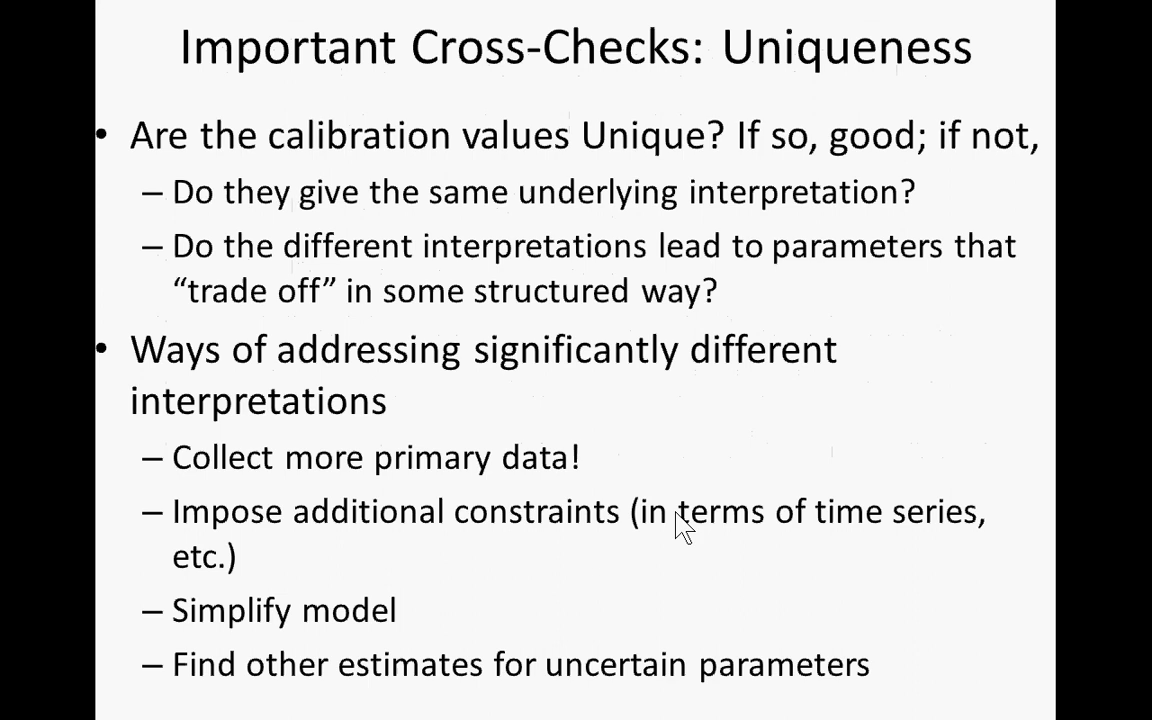 Important Cross-Checks: Uniqueness
• Are the calibration values Unique? If so, good; if not,
– Do they give the same underlying interpretation?
– Do the different interpretations lead to parameters that
“trade off” in some structured way?
• Ways of addressing significantly different
interpretations
– Collect more primary data!
– Impose additional constraints (in terms of time series,
etc.)
– Simplify model
– Find other estimates for uncertain parameters